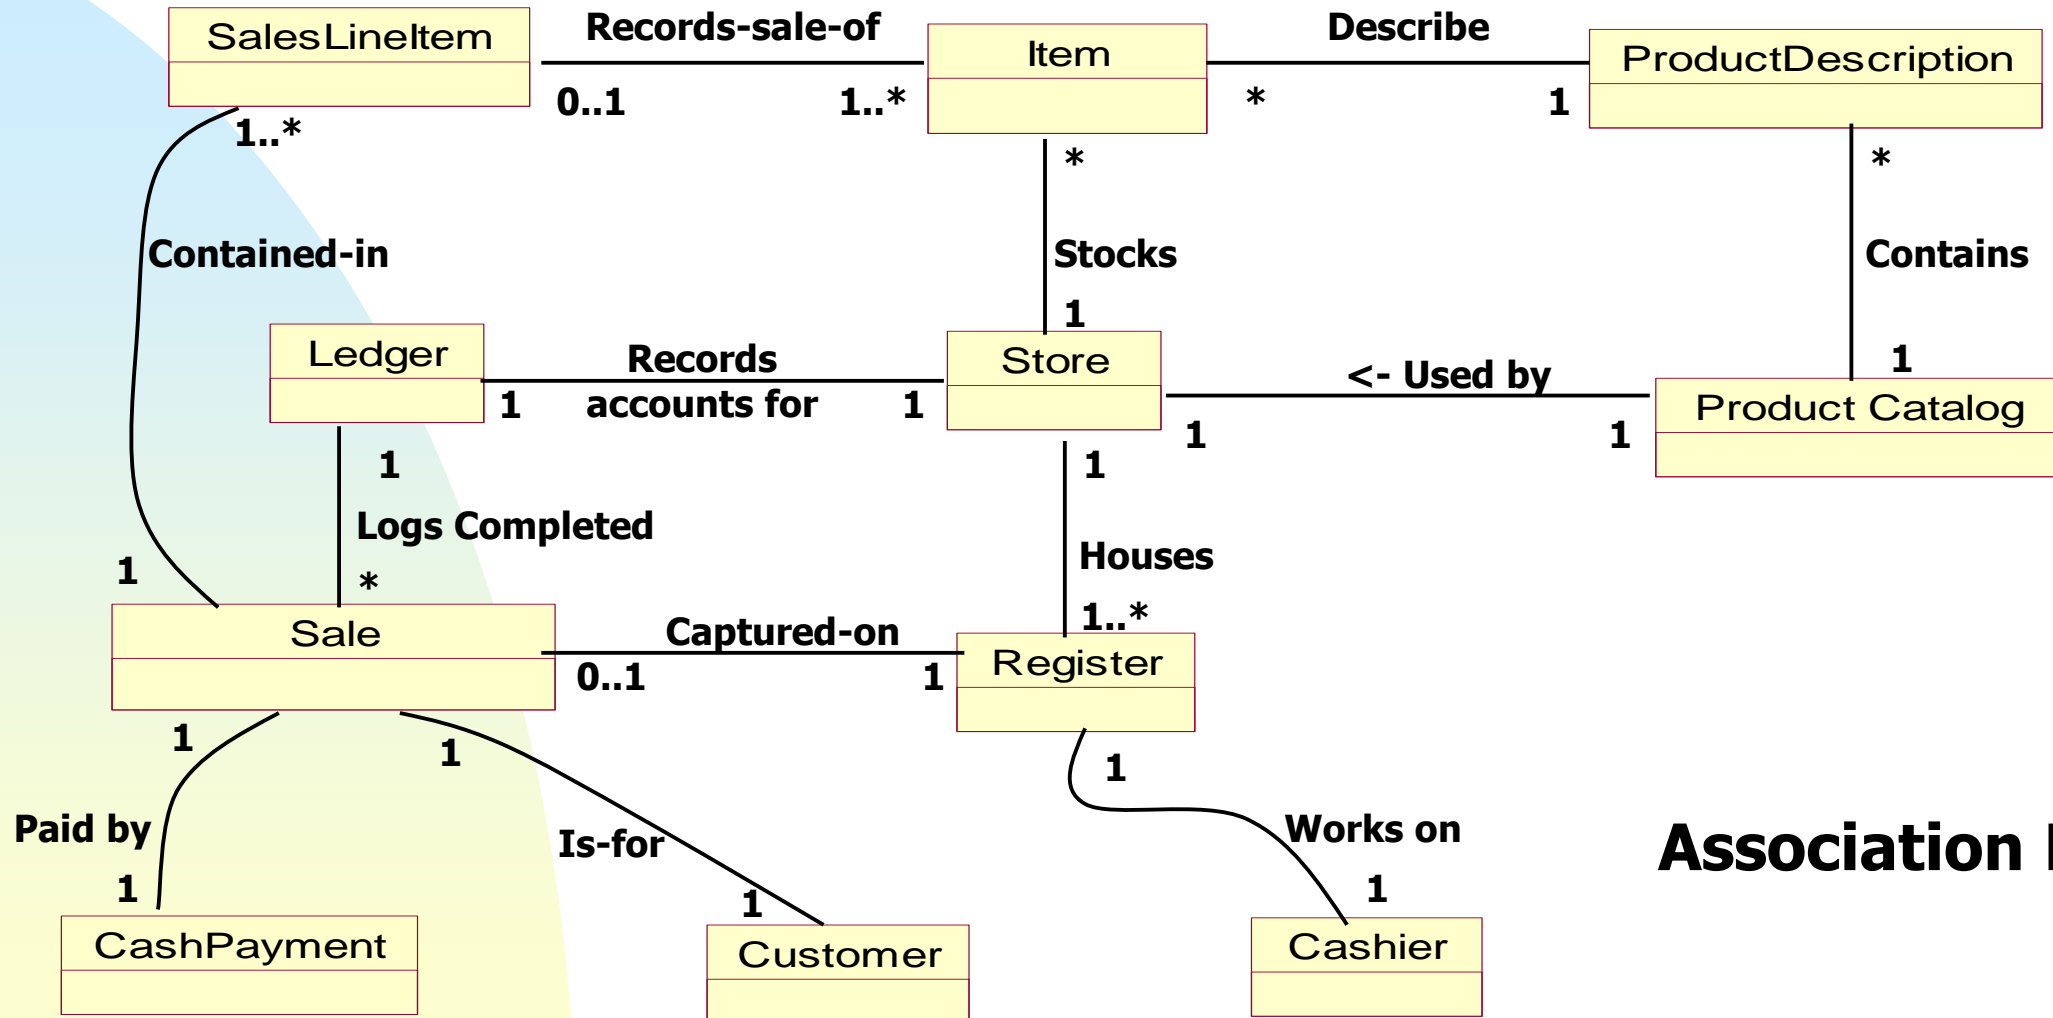 SalesLineItem
Records-sale-of
Item
Describe
ProductDescription
0..1
1..*
*
1
1..*
*
*
Contained-in
Stocks
Contains
1
1
Ledger
Records
accounts for
Store
<- Used by
Product Catalog
1
1
1
1
1
1
Logs Completed
Houses
1
*
1..*
Sale
Captured-on
Register
0..1
1
1
1
1
Paid by
Is-for
Works on
Association
1
1
1
CashPayment
Customer
Cashier